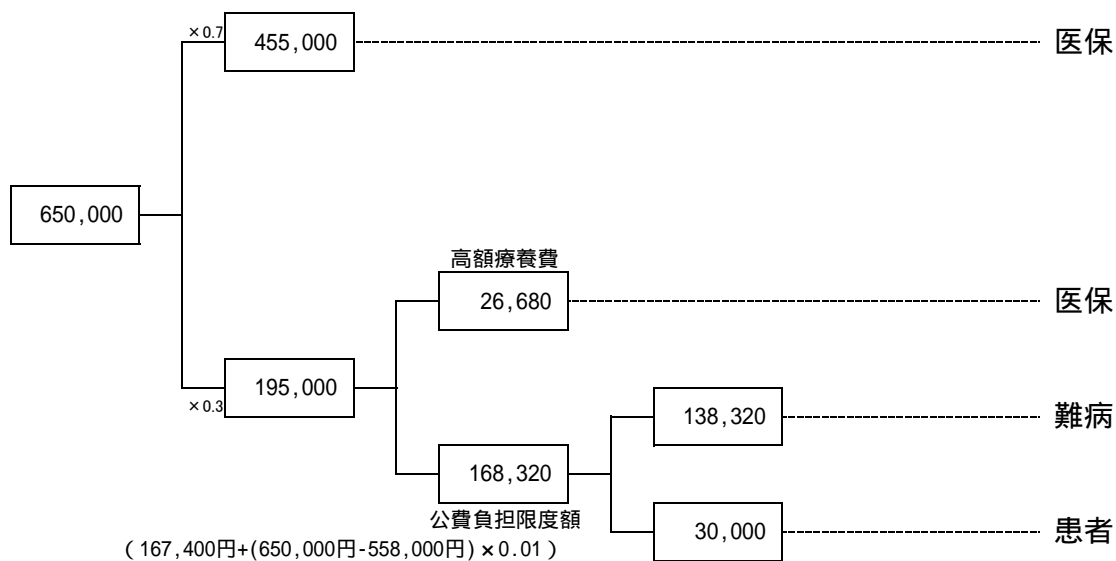 ×0.7
455,000
医保
650,000
高額療養費
26,680
医保
×0.3
195,000
138,320
難病
168,320
公費負担限度額
(167,400円+(650,000円-558,000円)×0.01)
30,000
患者